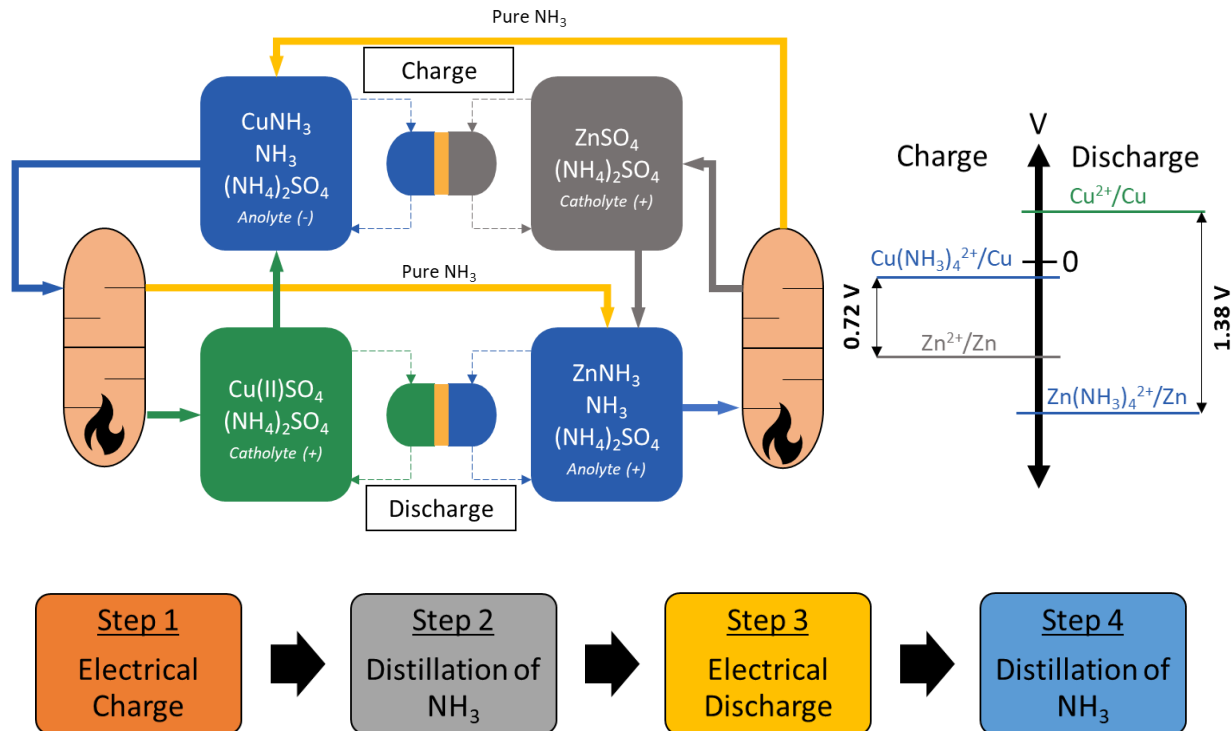 Pure NH₃
Charge
CuNH₃
NH₃
(NH₄)₂SO₄
Anolyte (-)
ZnSO₄
(NH₄)₂SO₄
Catholyte (+)
Pure NH₃
Cu(II)SO₄
(NH₄)₂SO₄
Catholyte (+)
ZnNH₃
NH₃
(NH₄)₂SO₄
Anolyte (+)
Discharge
V
Charge
Discharge
Cu²⁺/Cu
Cu(NH₃)₄²⁺/Cu
0
0.72 V
1.38 V
Zn²⁺/Zn
Zn(NH₃)₄²⁺/Zn
Step 1
Electrical
Charge
Step 2
Distillation of
NH₃
Step 3
Electrical
Discharge
Step 4
Distillation of
NH₃